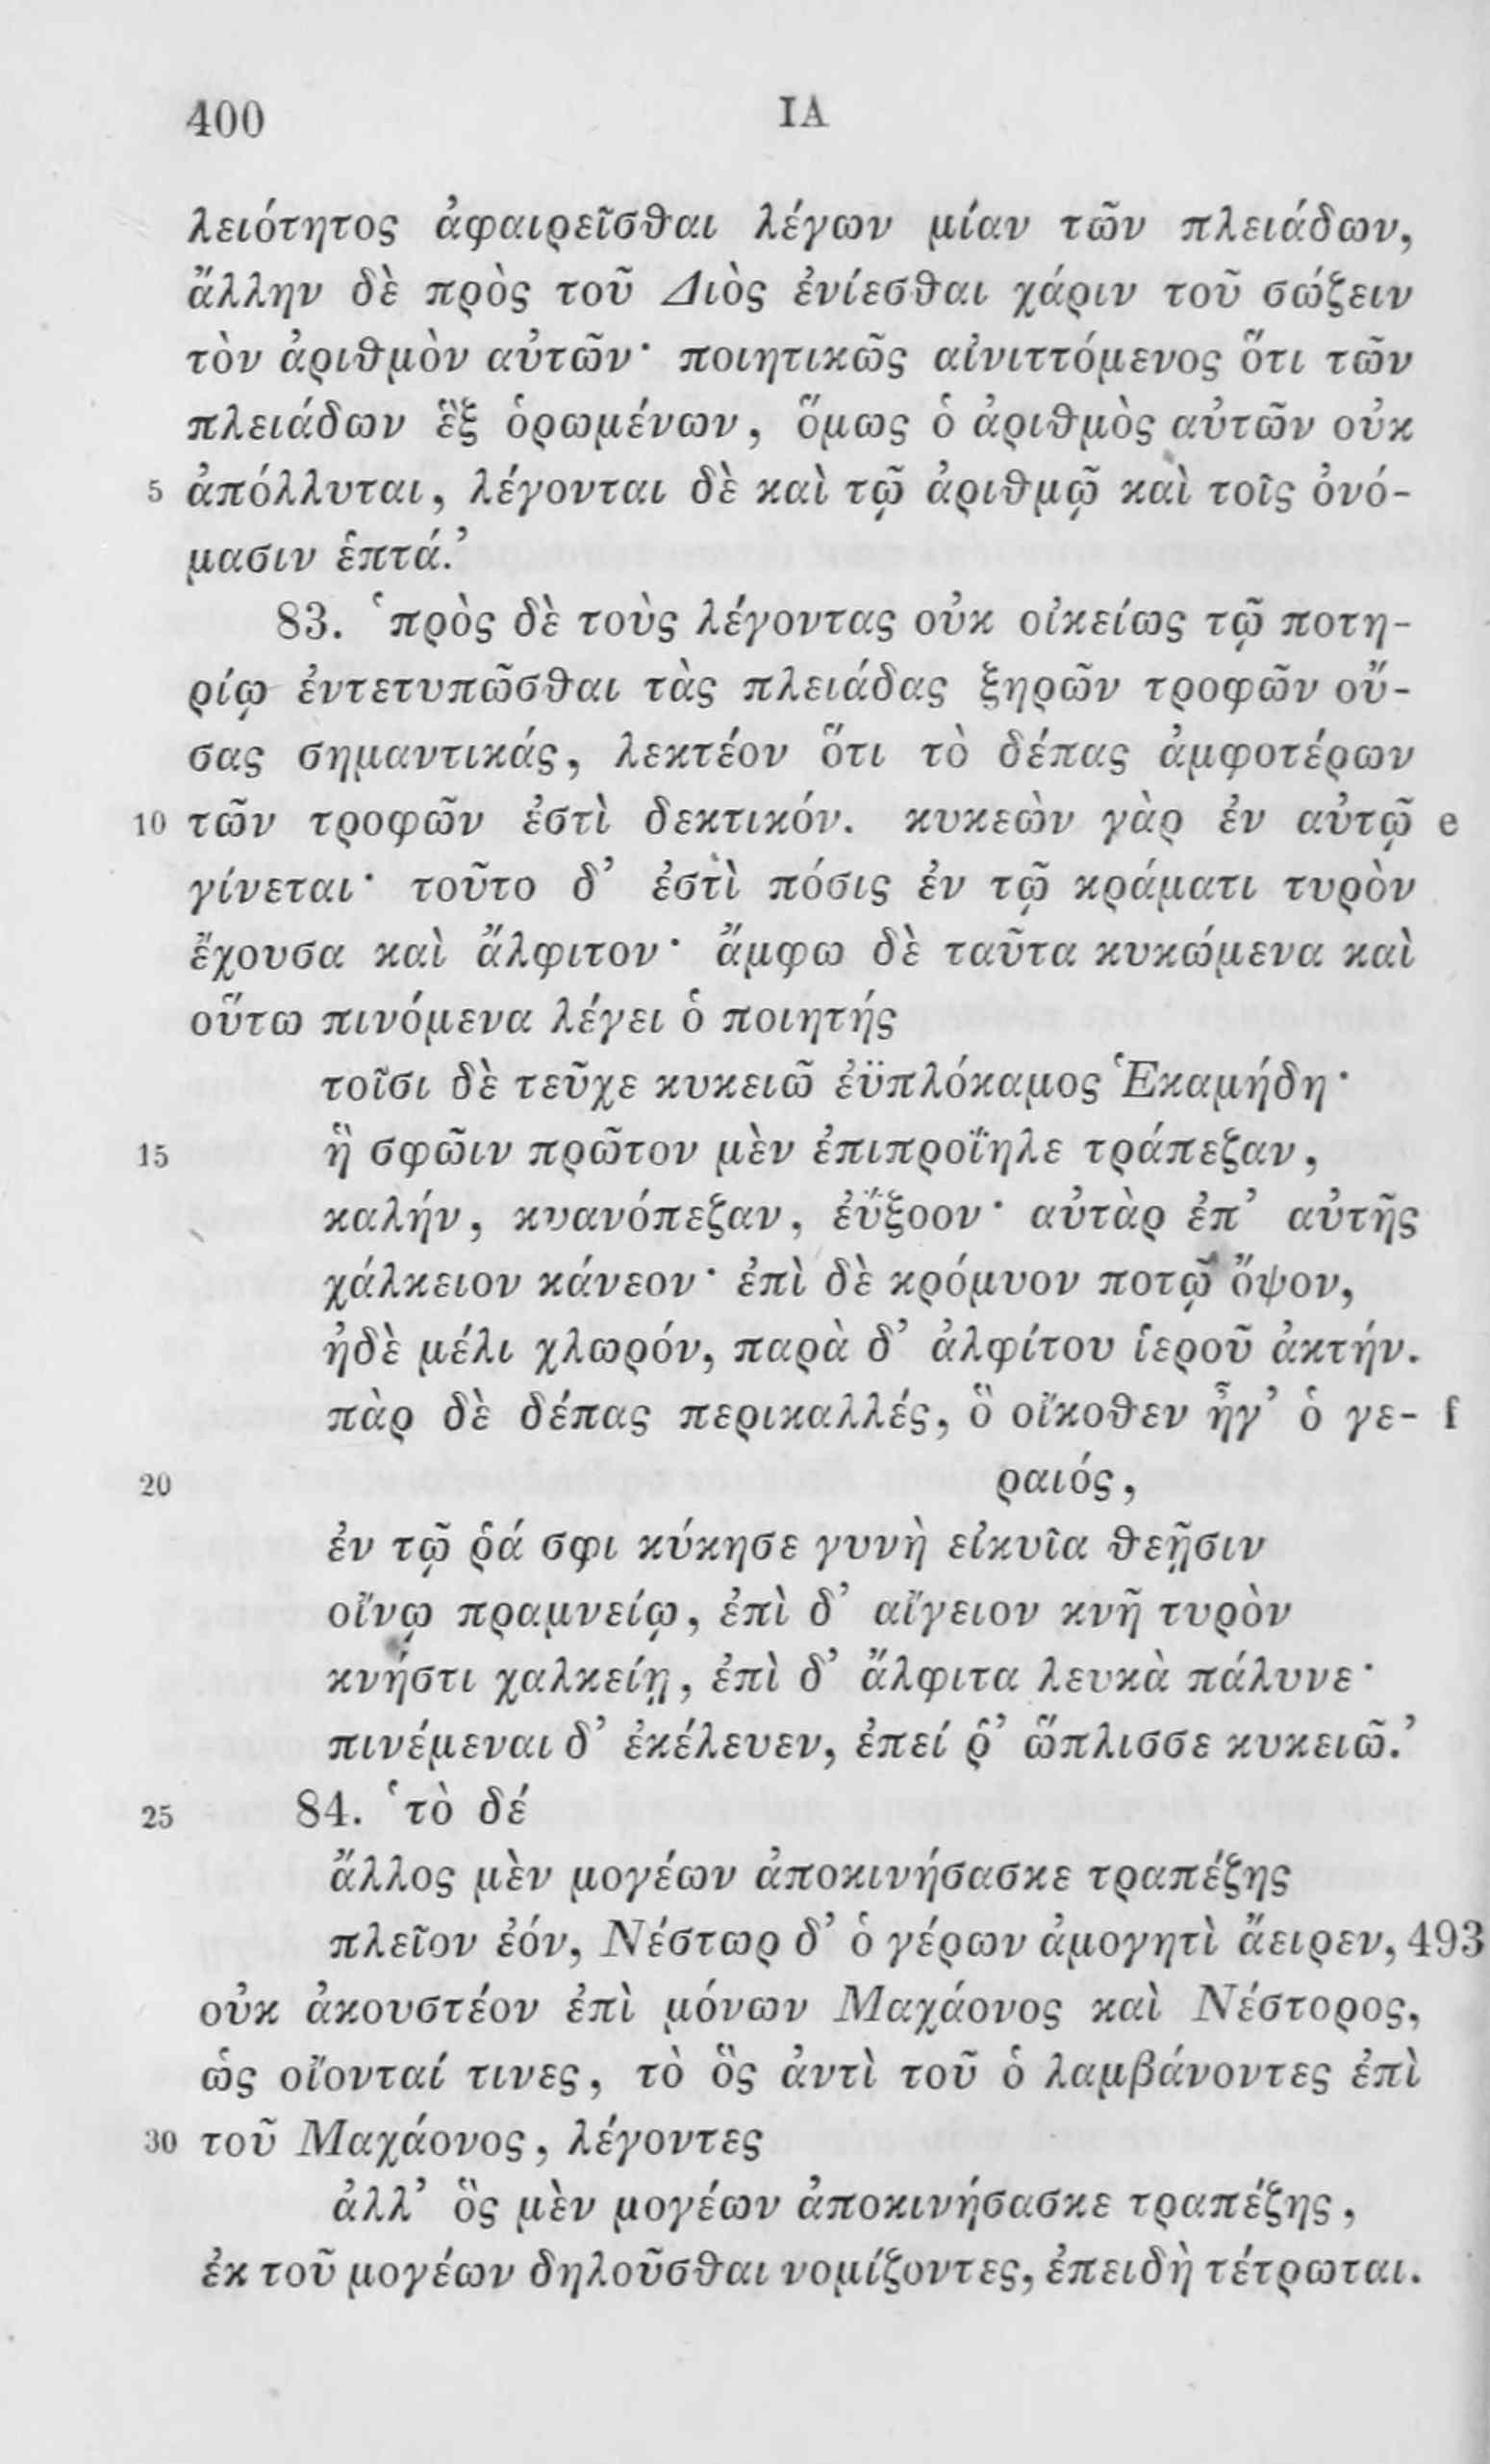 400 ΙΑ
λειότητος ἀφαιρεῖσθαι λέγων μίαν τῶν πλειάδων,
ἄλλην δὲ πρὸς τοῦ Διὸς ἐνίεσθαι χάριν τοῦ σώζειν
τὸν ἀριθμὸν αὐτῶν· ποιητικῶς αἰνιττόμενος ὅτι τῶν
πλειάδων ἓξ ὁρωμένων, ὅμως ὁ ἀριθμὸς αὐτῶν οὐκ
5 ἀπόλλυται, λέγονται δὲ καὶ τῷ ἀριθμῷ καὶ τοῖς ὀνό-
μασιν ἑπτά.’
83. ‘πρὸς δὲ τοὺς λέγοντας οὐκ οἰκείως τῷ ποτη-
ρίῳ ἐντετυπῶσθαι τὰς πλειάδας ξηρῶν τροφῶν οὔ-
σας σημαντικάς, λεκτέον ὅτι τὸ δέπας ἀμφοτέρων
10 τῶν τροφῶν ἐστὶ δεκτικόν. κυκεὼν γὰρ ἐν αὐτῷ e
γίνεται· τοῦτο δ’ ἐστὶ πόσις ἐν τῷ κράματι τυρὸν
ἔχουσα καὶ ἄλφιτον· ἄμφω δὲ ταῦτα κυκώμενα καὶ
οὕτω πινόμενα λέγει ὁ ποιητής
τοῖσι δὲ τεῦχε κυκειῶ ἐϋπλόκαμος Ἑκαμήδη·
15 ἣ σφῶιν πρῶτον μὲν ἐπιπροΐηλε τράπεζαν,
καλήν, κυανόπεζαν, ἐΰξοον· αὐτὰρ ἐπ’ αὐτῆς
χάλκειον κάνεον· ἐπὶ δὲ κρόμυον ποτῷ ὄψον,
ἠδὲ μέλι χλωρόν, παρὰ δ’ ἀλφίτου ἱεροῦ ἀκτήν.
πὰρ δὲ δέπας περικαλλές, ὃ οἴκοθεν ἦγ’ ὁ γε- f
20 ραιός,
ἐν τῷ ῥά σφι κύκησε γυνὴ εἰκυῖα θεῇσιν
οἴνῳ πραμνείῳ, ἐπὶ δ’ αἴγειον κνῆ τυρὸν
κνήστι χαλκείῃ, ἐπὶ δ’ ἄλφιτα λευκὰ πάλυνε·
πινέμεναι δ’ ἐκέλευεν, ἐπεί ῥ’ ὥπλισσε κυκειῶ.’
25 84. ‘τὸ δέ
ἄλλος μὲν μογέων ἀποκινήσασκε τραπέζης
πλεῖον ἐόν, Νέστωρ δ’ ὁ γέρων ἀμογητὶ ἄειρεν, 493
οὐκ ἀκουστέον ἐπὶ μόνων Μαχάονος καὶ Νέστορος,
ὥς οἴονταί τινες, τὸ ὃς ἀντὶ τοῦ ὁ λαμβάνοντες ἐπὶ
30 τοῦ Μαχάονος, λέγοντες
ἀλλ’ ὃς μὲν μογέων ἀποκινήσασκε τραπέζης,
ἐκ τοῦ μογέων δηλοῦσθαι νομίζοντες, ἐπειδὴ τέτρωται.